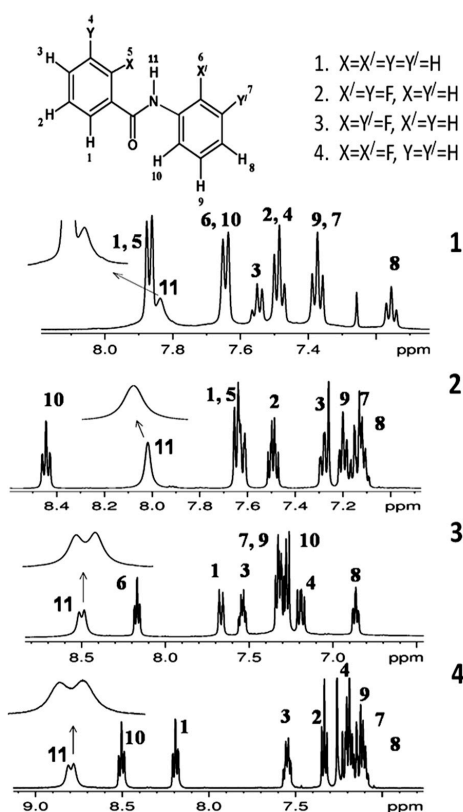 4
Y
5
X
3
H
11
H
N
6
X/
7
Y/
H
2
H
1
O
H
10
H
9
H
8
1. X=X/=Y=Y/=H
2. X/=Y=F, X=Y/=H
3. X=Y/=F, X/=Y=H
4. X=X/=F, Y=Y/=H
1
1, 5
11
6, 10
3
2, 4
9, 7
8
8.0 7.8 7.6 7.4 7.2 ppm
2
10
11
1, 5
2
3
9
7
8
8.4 8.2 8.0 7.8 7.6 7.4 7.2 ppm
3
11
6
1
3
7, 9
10
4
8
8.5 8.0 7.5 7.0 ppm
4
11
10
1
3
2
4
9
7
8
9.0 8.5 8.0 7.5 ppm